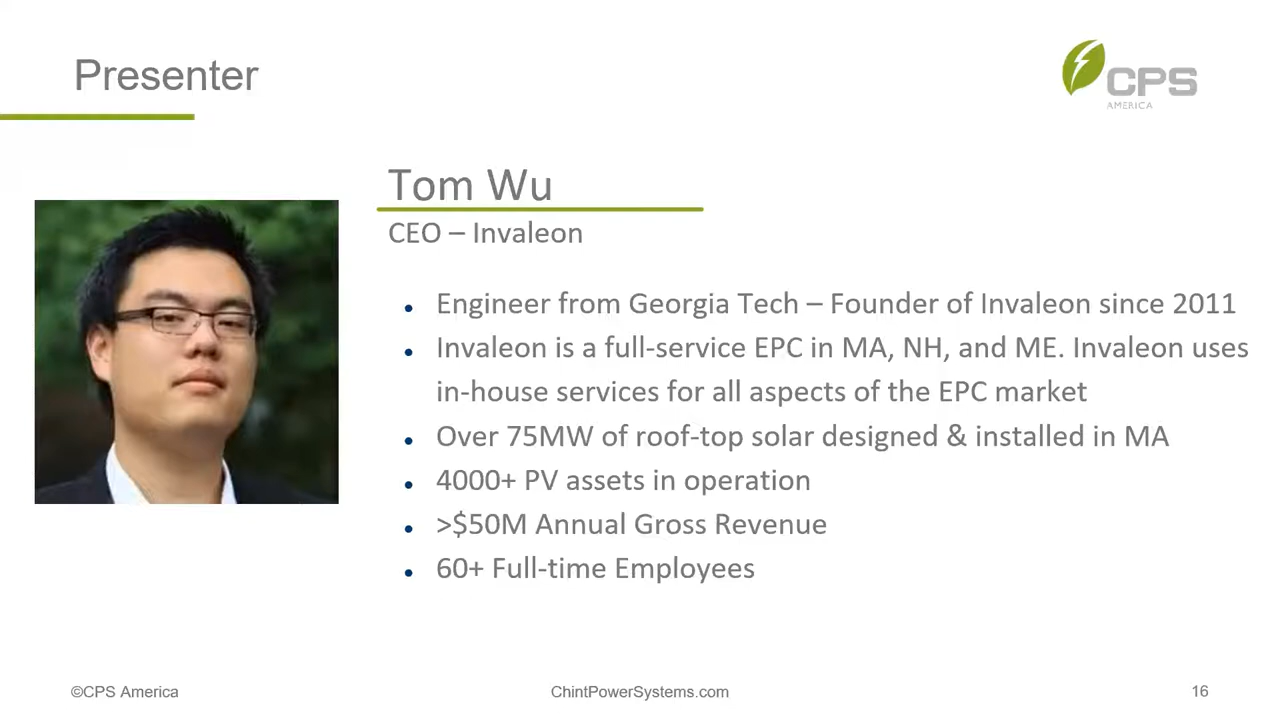 Presenter
CPS
AMERICA
Tom Wu
CEO – Invaleon
• Engineer from Georgia Tech – Founder of Invaleon since 2011
• Invaleon is a full-service EPC in MA, NH, and ME. Invaleon uses
in-house services for all aspects of the EPC market
• Over 75MW of roof-top solar designed & installed in MA
• 4000+ PV assets in operation
• >$50M Annual Gross Revenue
• 60+ Full-time Employees
©CPS America
ChintPowerSystems.com
16